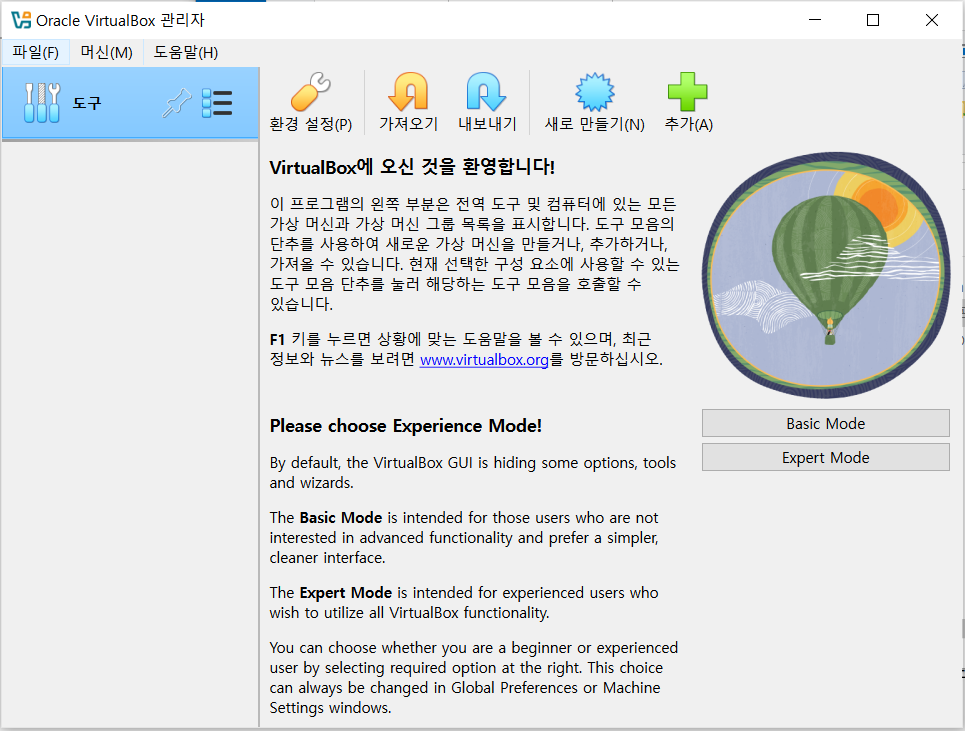 Oracle VirtualBox 관리자
파일(F) 머신(M) 도움말(H)
도구
환경 설정(P) 가져오기 내보내기 새로 만들기(N) 추가(A)
VirtualBox에 오신 것을 환영합니다!
이 프로그램의 왼쪽 부분은 전역 도구 및 컴퓨터에 있는 모든
가상 머신과 가상 머신 그룹 목록을 표시합니다. 도구 모음의
단추를 사용하여 새로운 가상 머신을 만들거나, 추가하거나,
가져올 수 있습니다. 현재 선택한 구성 요소에 사용할 수 있는
도구 모음 단추를 눌러 해당하는 도구 모음을 호출할 수
있습니다.
F1 키를 누르면 상황에 맞는 도움말을 볼 수 있으며, 최근
정보와 뉴스를 보려면 www.virtualbox.org를 방문하십시오.
Please choose Experience Mode!
By default, the VirtualBox GUI is hiding some options, tools
and wizards.
The Basic Mode is intended for those users who are not
interested in advanced functionality and prefer a simpler,
cleaner interface.
The Expert Mode is intended for experienced users who
wish to utilize all VirtualBox functionality.
You can choose whether you are a beginner or experienced
user by selecting required option at the right. This choice
can always be changed in Global Preferences or Machine
Settings windows.
Basic Mode
Expert Mode